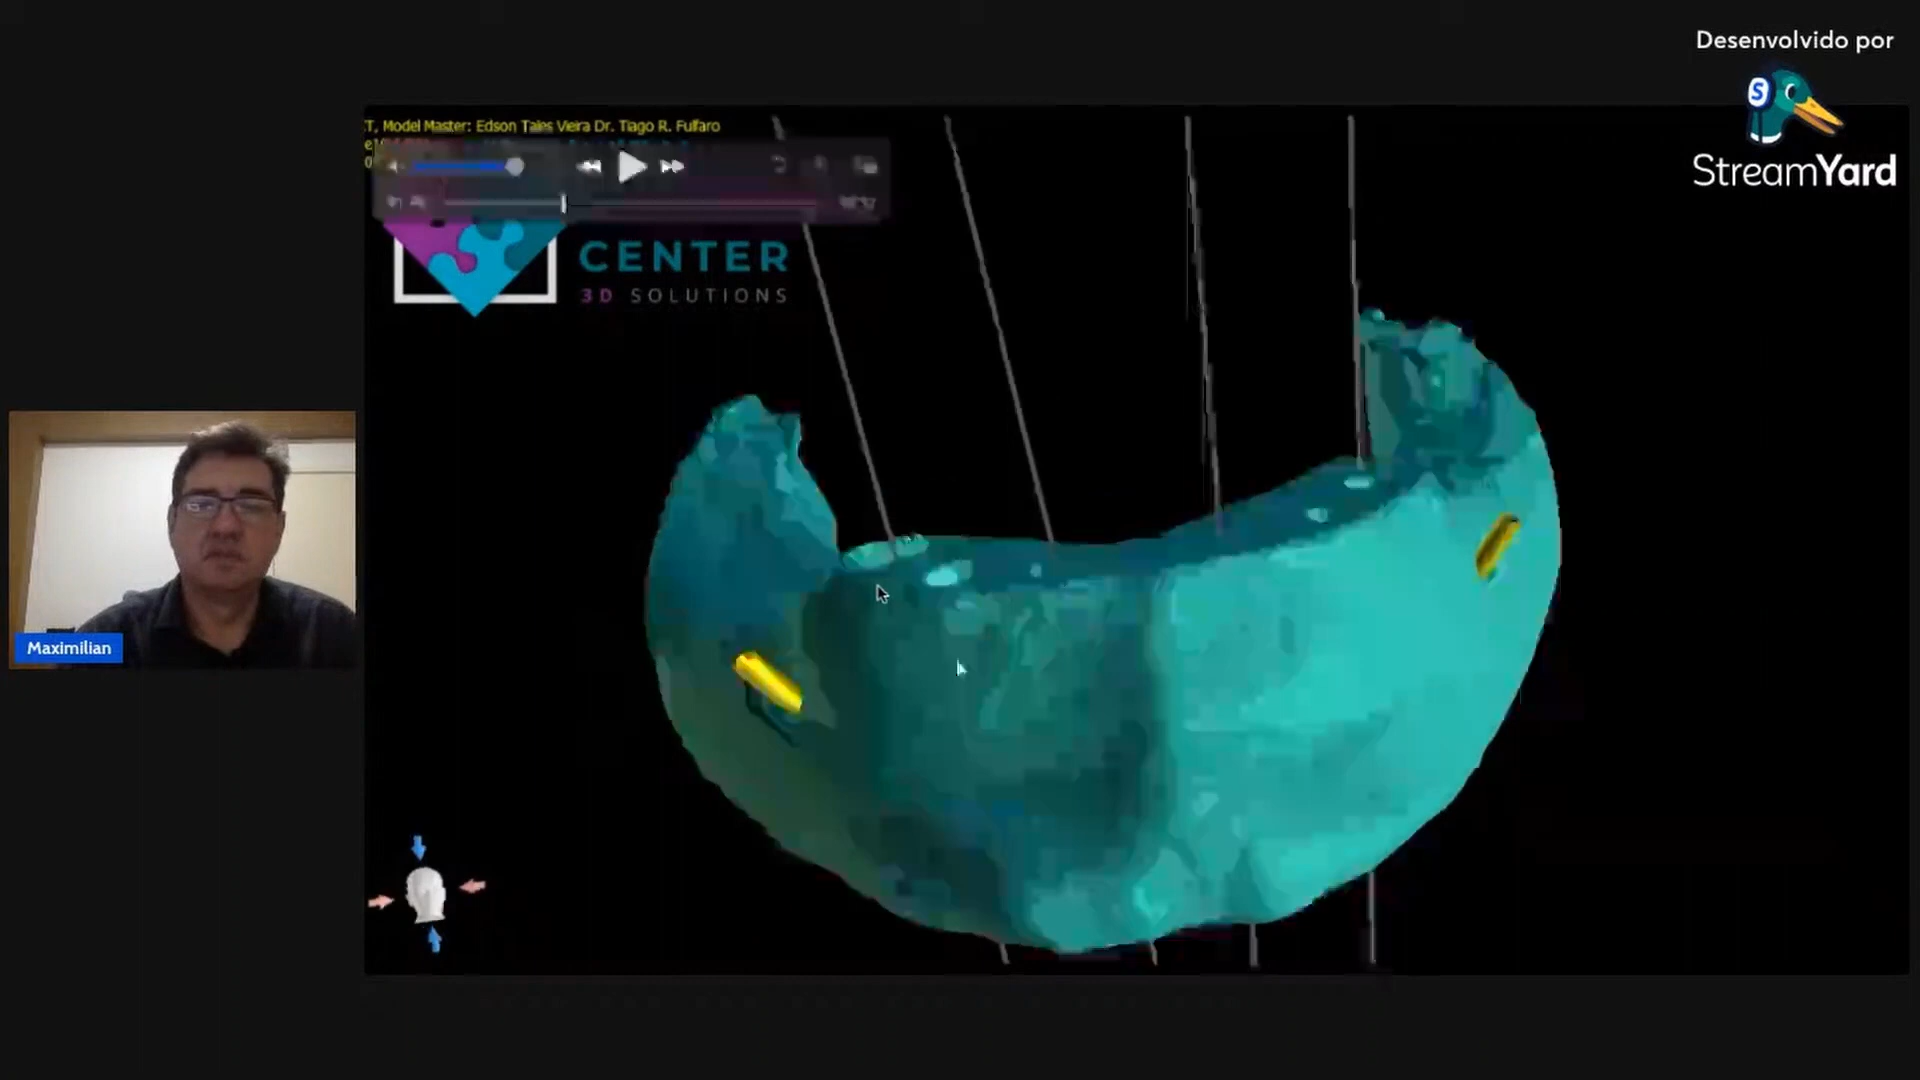 Desenvolvido por
S
StreamYard
T, Model Master: Edson Tales Vieira Dr. Tiago R. Fulfaro
CENTER
3D SOLUTIONS
Maximilian